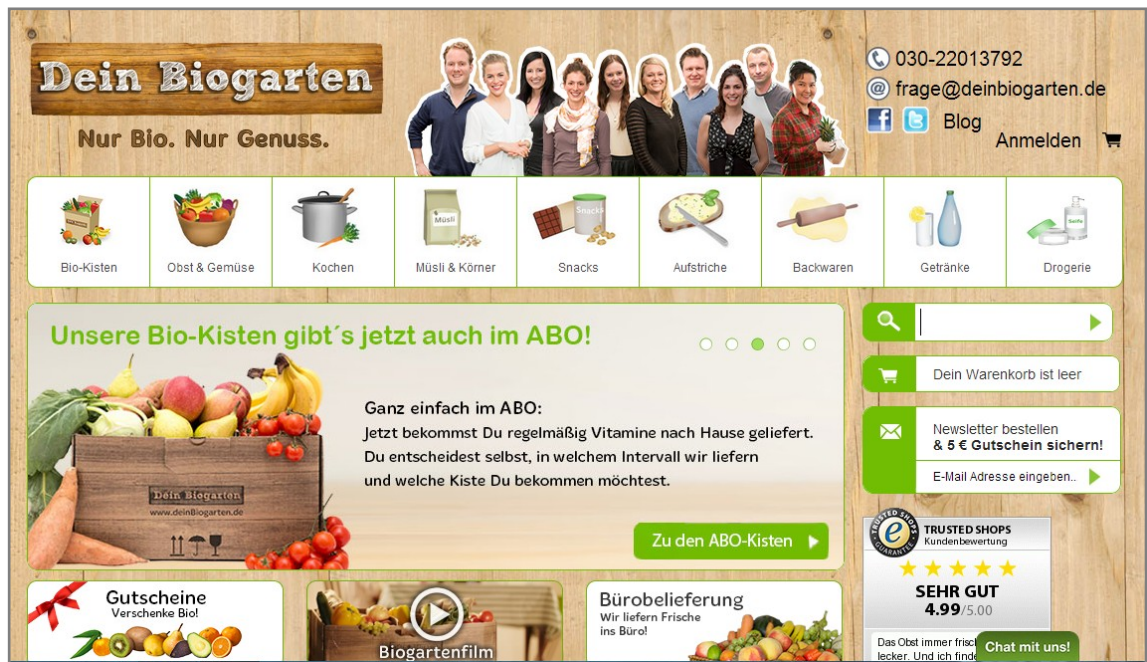 Dein Biogarten
Nur Bio. Nur Genuss.
030-22013792
frage@deinbiogarten.de
Blog
Anmelden
Müsli
Snacks
Seife
Bio-Kisten
Obst & Gemüse
Kochen
Müsli & Körner
Snacks
Aufstriche
Backwaren
Getränke
Drogerie
Unsere Bio-Kisten gibt´s jetzt auch im ABO!
Ganz einfach im ABO:
Jetzt bekommst Du regelmäßig Vitamine nach Hause geliefert.
Du entscheidest selbst, in welchem Intervall wir liefern
und welche Kiste Du bekommen möchtest.
Dein Biogarten
www.deinBiogarten.de
Zu den ABO-Kisten
Dein Warenkorb ist leer
Newsletter bestellen
& 5 € Gutschein sichern!
E-Mail Adresse eingeben..
TRUSTED SHOPS
GUARANTEE
TRUSTED SHOPS
Kundenbewertung
SEHR GUT
4.99/5.00
Das Obst immer frisc
lecker. Und ich finde
Chat mit uns!
Gutscheine
Verschenke Bio!
Biogartenfilm
Bürobelieferung
Wir liefern Frische
ins Büro!